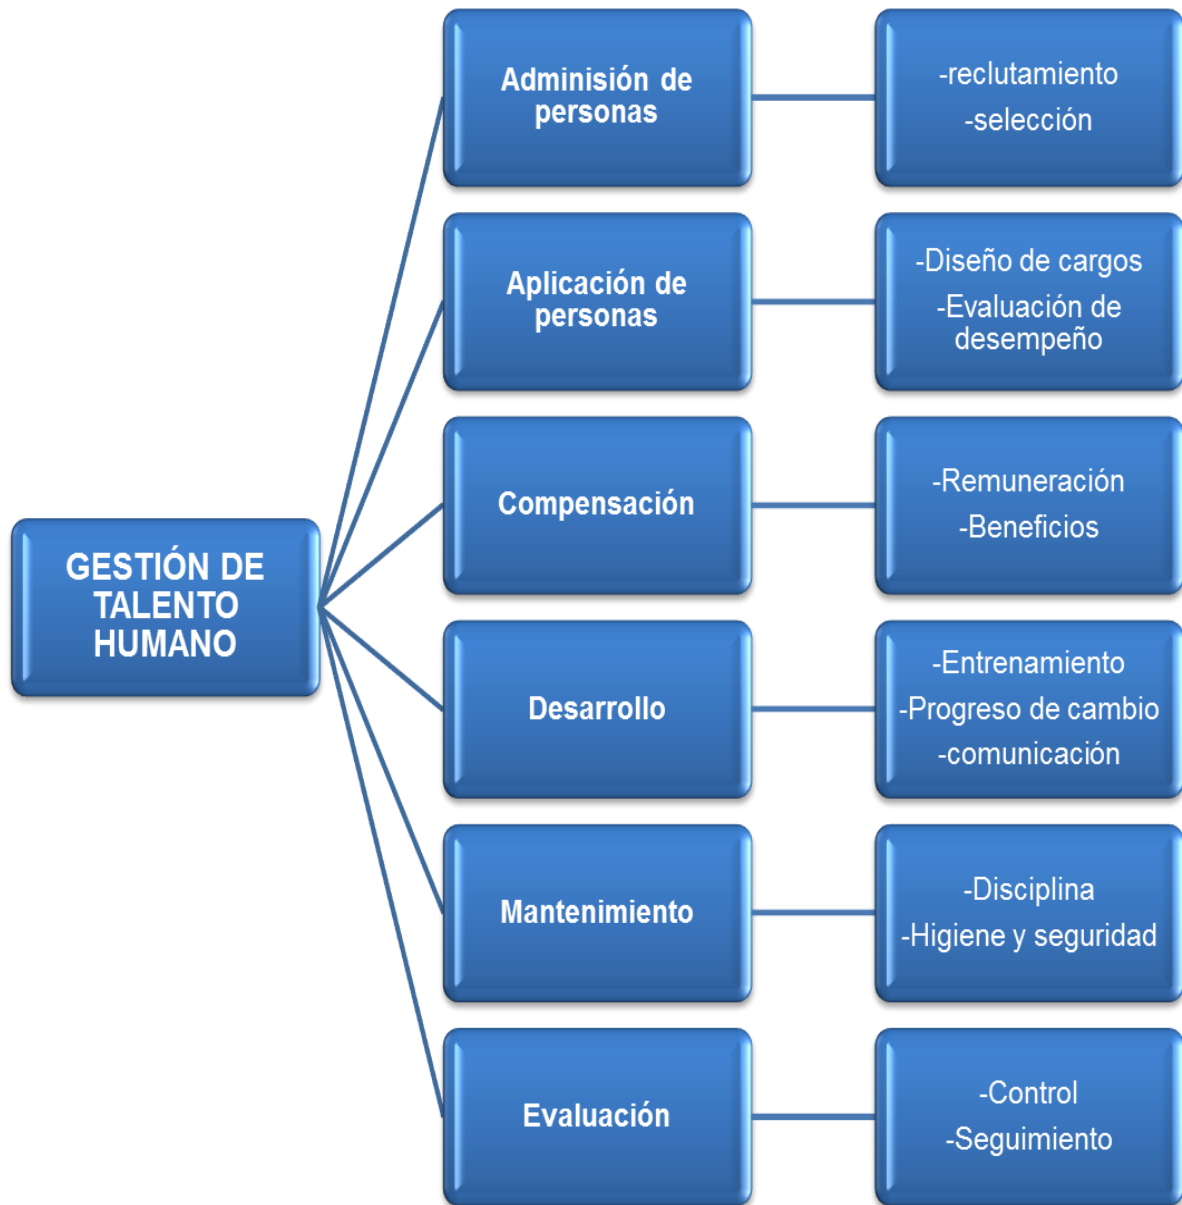 Adminisión de
personas
-reclutamiento
-selección
Aplicación de
personas
-Diseño de cargos
-Evaluación de
desempeño
Compensación
-Remuneración
-Beneficios
GESTIÓN DE
TALENTO
HUMANO
Desarrollo
-Entrenamiento
-Progreso de cambio
-comunicación
Mantenimiento
-Disciplina
-Higiene y seguridad
Evaluación
-Control
-Seguimiento